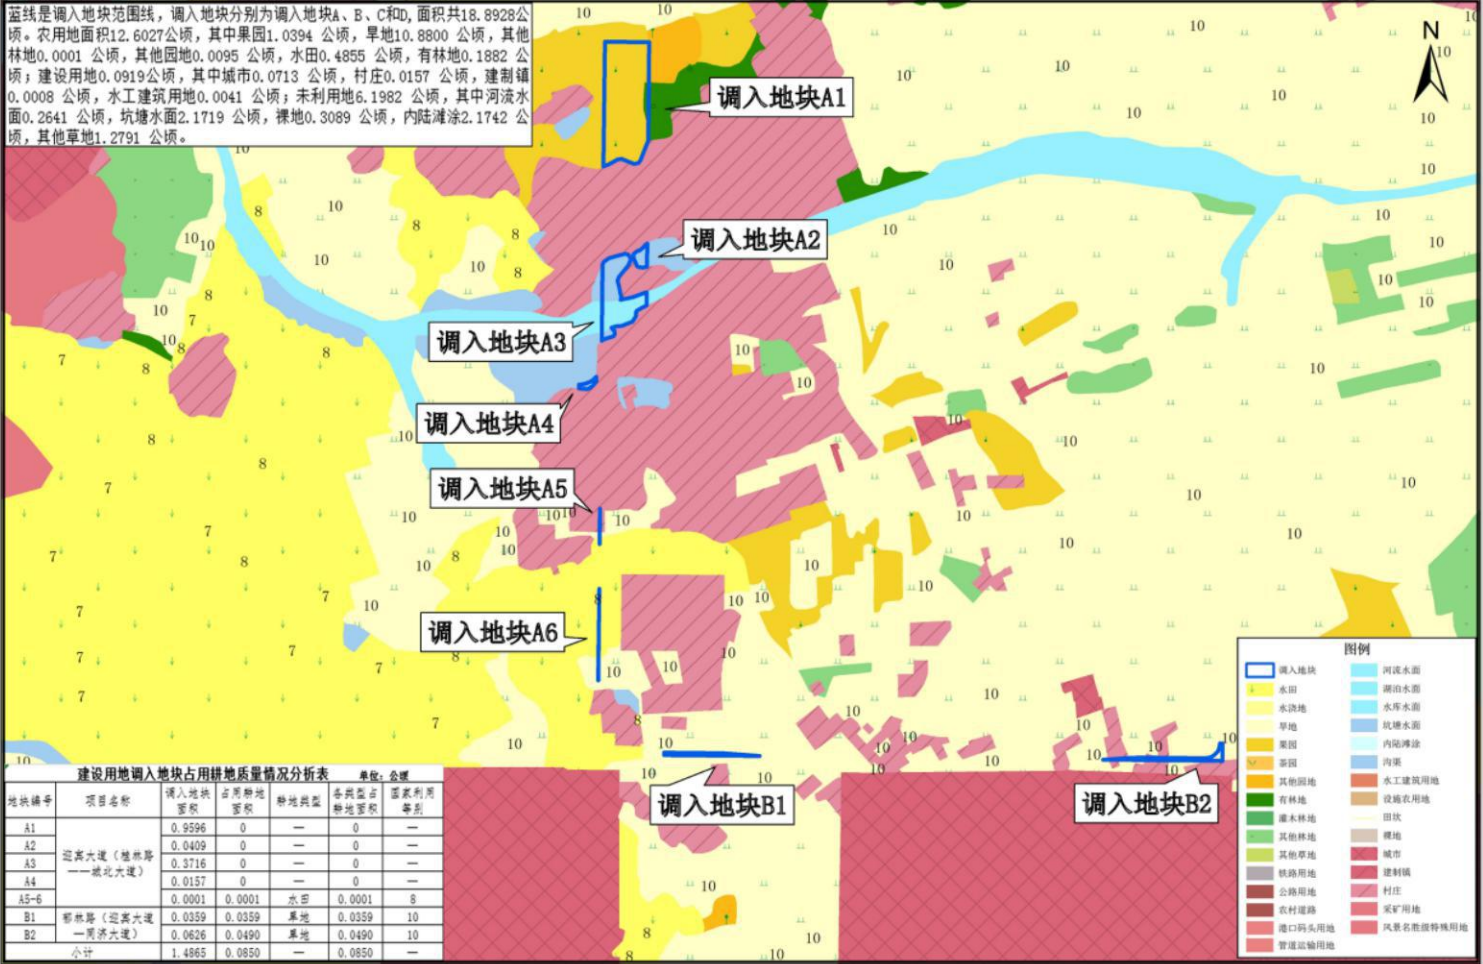 蓝线是调入地块范围线，调入地块分别为调入地块A、B、C和D,面积共18.8928公
顷。农用地面积12.6027公顷，其中果园1.0394 公顷，旱地10.8800 公顷，其他
林地0.0001 公顷，其他园地0.0095 公顷，水田0.4855 公顷，有林地0.1882 公
顷；建设用地0.0919公顷，其中城市0.0713 公顷，村庄0.0157 公顷，建制镇
0.0008 公顷，水工建筑用地0.0041 公顷；未利用地6.1982 公顷，其中河流水
面0.2641 公顷，坑塘水面2.1719 公顷，裸地0.3089 公顷，内陆滩涂2.1742 公
顷，其他草地1.2791 公顷。
N
调入地块A1
调入地块A2
调入地块A3
调入地块A4
调入地块A5
调入地块A6
调入地块B1
调入地块B2
建设用地调入地块占用耕地质量情况分析表 单位：公顷
地块编号 项目名称 调入地块面积 占用耕地面积 耕地类型 各类型占耕地面积 国家利用等别
A1 迎宾大道（桂林路——城北大道） 0.9596 0 — 0 —
A2 0.0409 0 — 0 —
A3 0.3716 0 — 0 —
A4 0.0157 0 — 0 —
A5-6 0.0001 0.0001 水田 0.0001 8
B1 （迎宾大道—同济大道） 0.0359 0.0359 旱地 0.0359 10
B2 0.0626 0.0490 旱地 0.0490 10
小计 1.4865 0.0850 — 0.0850 —
图例
调入地块
水田
水浇地
旱地
果园
茶园
其他园地
有林地
灌木林地
其他林地
其他草地
铁路用地
公路用地
农村道路
港口码头用地
管道运输用地
河流水面
湖泊水面
水库水面
坑塘水面
内陆滩涂
沟渠
水工建筑用地
设施农用地
田坎
裸地
城市
建制镇
村庄
采矿用地
风景名胜级特殊用地